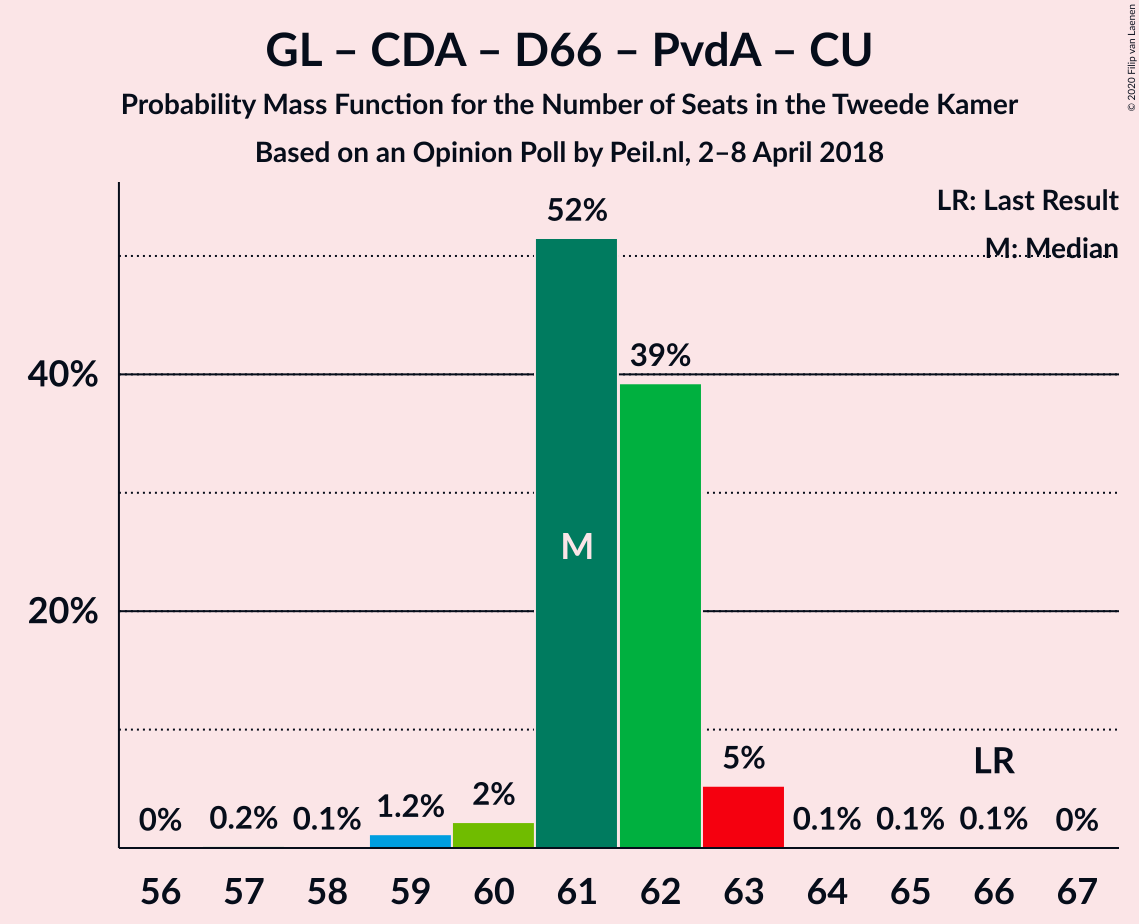 GL – CDA – D66 – PvdA – CU
Probability Mass Function for the Number of Seats in the Tweede Kamer
Based on an Opinion Poll by Peil.nl, 2–8 April 2018
© 2020 Filip van Laenen
LR: Last Result
M: Median
52%
39%
40%
M
20%
5%
LR
0%
0.2%
0.1%
1.2%
2%
0.1%
0.1%
0.1%
0%
56 57 58 59 60 61 62 63 64 65 66 67